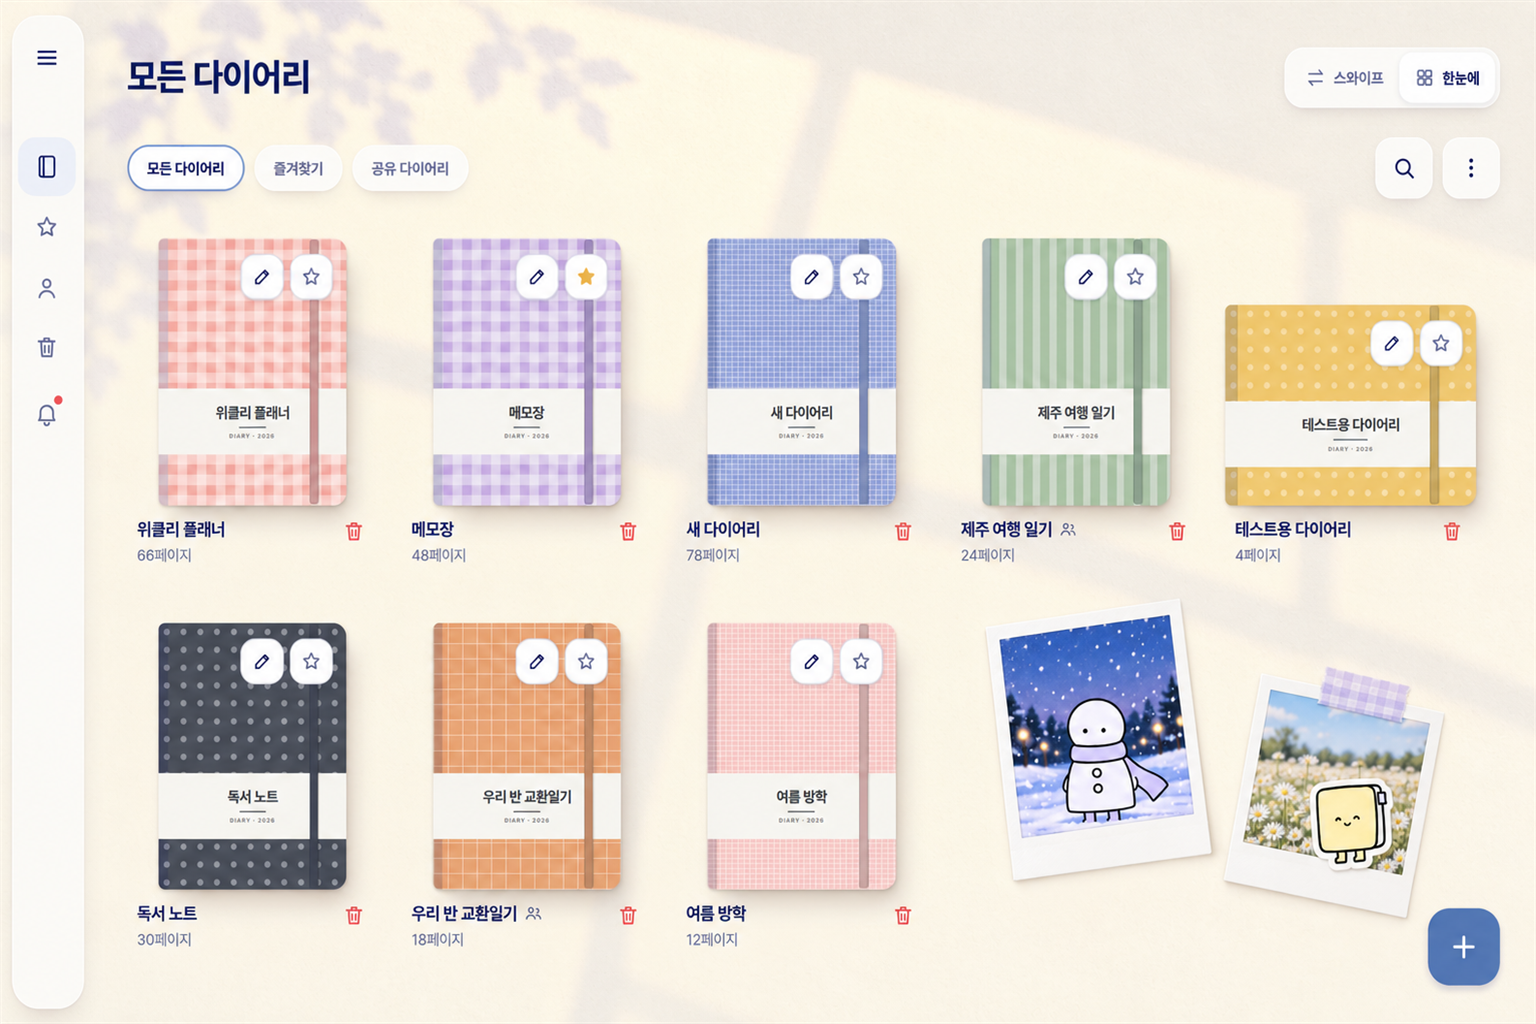 모든 다이어리
스와이프
한눈에
모든 다이어리
즐겨찾기
공유 다이어리
위클리 플래너
DIARY · 2026
메모장
DIARY · 2026
새 다이어리
DIARY · 2026
제주 여행 일기
DIARY · 2026
테스트용 다이어리
DIARY · 2026
위클리 플래너
66페이지
메모장
48페이지
새 다이어리
78페이지
제주 여행 일기
24페이지
테스트용 다이어리
4페이지
독서 노트
DIARY · 2026
우리 반 교환일기
DIARY · 2026
여름 방학
DIARY · 2026
독서 노트
30페이지
우리 반 교환일기
18페이지
여름 방학
12페이지